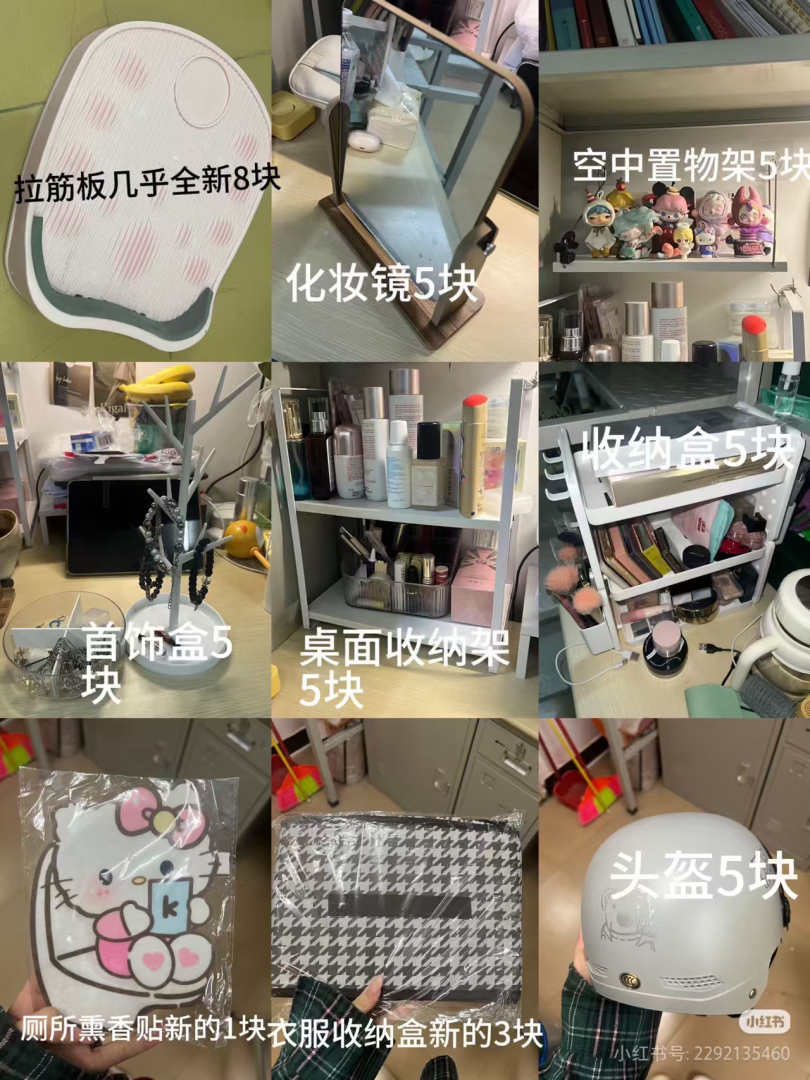 拉筋板几乎全新8块
化妆镜5块
空中置物架5块
首饰盒5
块
桌面收纳架
5块
收纳盒5块
k
厕所熏香贴新的1块
衣服收纳盒新的3块
头盔5块
小红书
小红书号: 2292135460